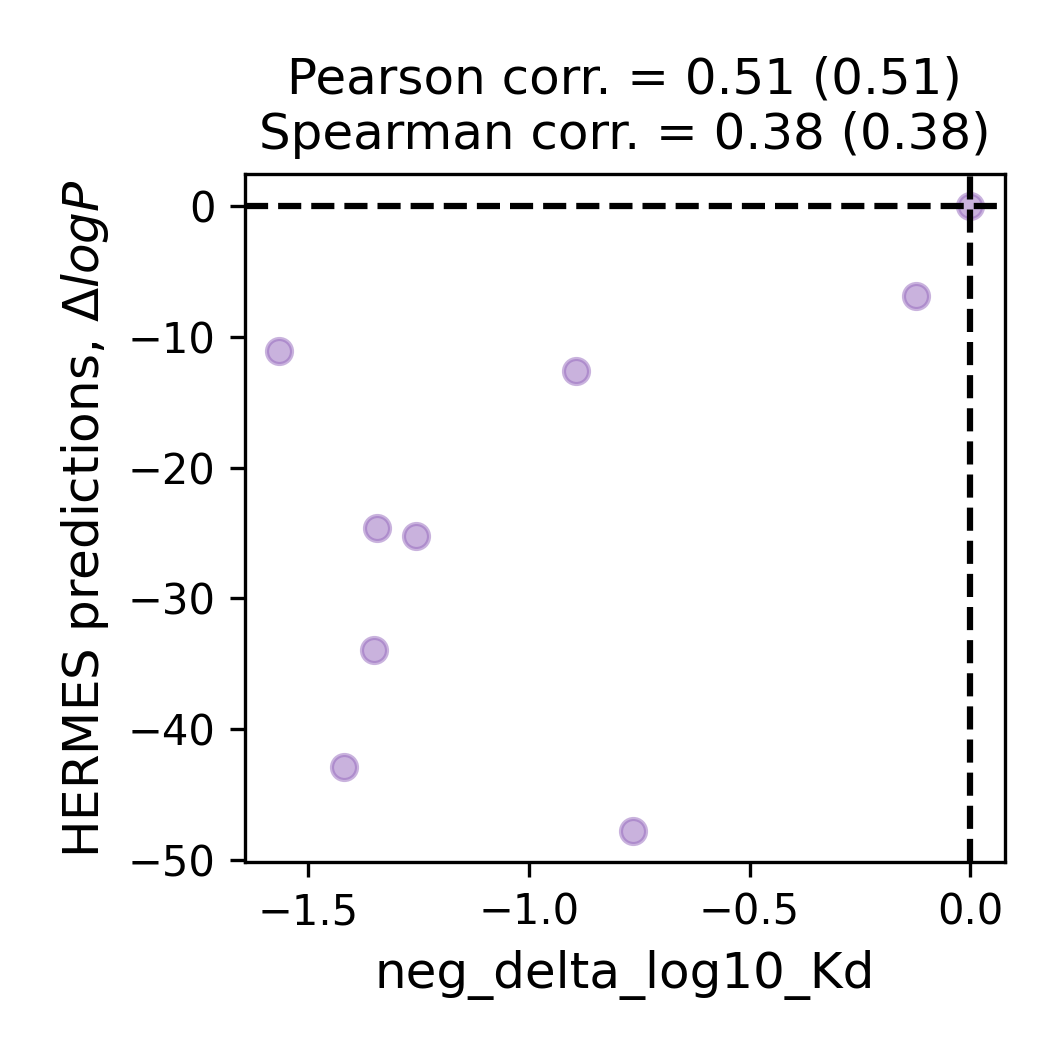 Pearson corr. = 0.51 (0.51)
Spearman corr. = 0.38 (0.38)
HERMES predictions, ΔlogP
0
−10
−20
−30
−40
−50
−1.5
−1.0
−0.5
0.0
neg_delta_log10_Kd